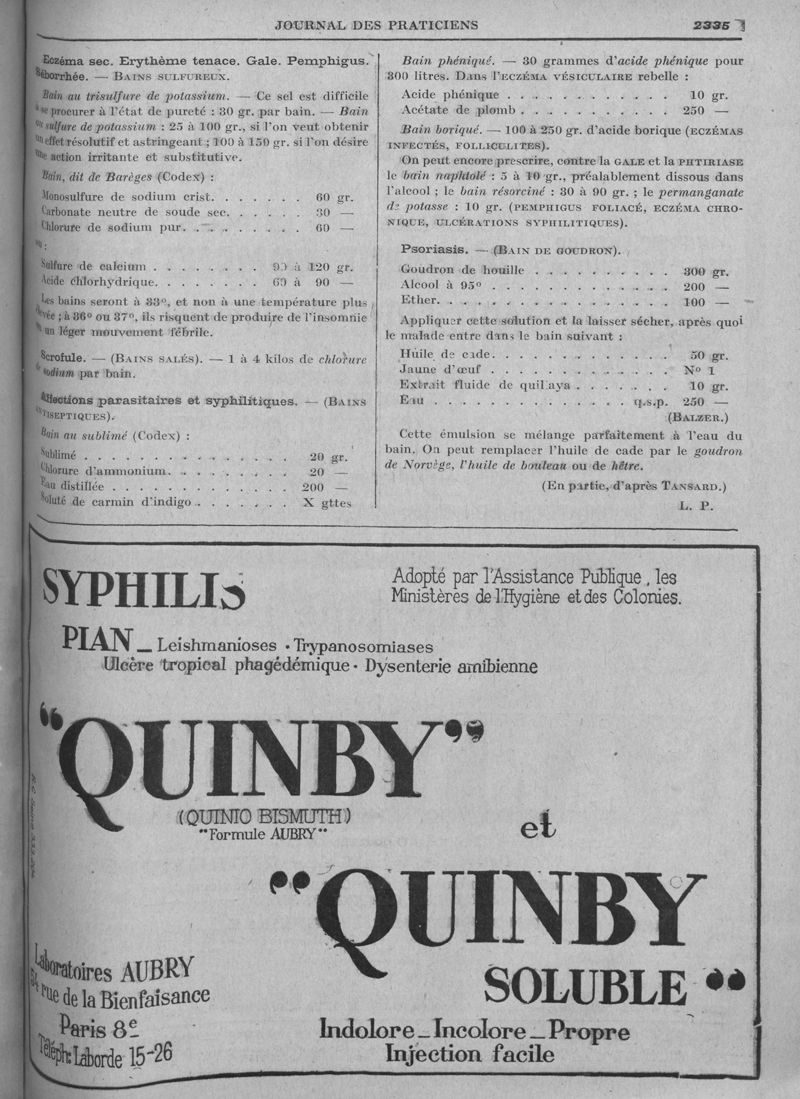 JOURNAL DES PRATICIENS 2335
Eczéma sec. Erythème tenace. Gale. Pemphigus.
Séborrhée. — BAINS SULFUREUX.
Bain au trisulfure de potassium. — Ce sel est difficile
à se procurer à l'état de pureté : 30 gr. par bain. — Bain
au sulfure de potassium : 25 à 100 gr., si l'on veut obtenir
un effet résolutif et astringeant ; 100 à 150 gr. si l'on désire
une action irritante et substitutive.
Bain, dit de Barèges (Codex) :
Monosulfure de sodium crist. . . . . . . 60 gr.
Carbonate neutre de soude sec. . . . . . 30 —
Chlorure de sodium pur. . . . . . . . . 60 —
ou :
Sulfure de calcium . . . . . . . . 90 à 120 gr.
Acide chlorhydrique. . . . . . . . 60 à 90 —
Les bains seront à 33°, et non à une température plus
élevée ; à 36° ou 37°, ils risquent de produire de l'insomnie
et un léger mouvement fébrile.
Scrofule. — (BAINS SALÉS). — 1 à 4 kilos de chlorure
de sodium par bain.
Affections parasitaires et syphilitiques. — (BAINS
ANTISEPTIQUES).
Bain au sublimé (Codex) :
Sublimé . . . . . . . . . . . . . . . 20 gr.
Chlorure d'ammonium. . . . . . . . . 20 —
Eau distillée . . . . . . . . . . . . . 200 —
Soluté de carmin d'indigo . . . . . . . X gttes
Bain phéniqué. — 30 grammes d'acide phénique pour
300 litres. Dans l'ECZÉMA VÉSICULAIRE rebelle :
Acide phénique . . . . . . . . . . . . 10 gr.
Acétate de plomb . . . . . . . . . . . 250 —
Bain boriqué. — 100 à 250 gr. d'acide borique (ECZÉMAS
INFECTÉS, FOLLICULITES).
On peut encore prescrire, contre la GALE et la PHTIRIASE
le bain naphtolé : 5 à 10 gr., préalablement dissous dans
l'alcool ; le bain résorciné : 30 à 90 gr. ; le permanganate
de potasse : 10 gr. (PEMPHIGUS FOLIACÉ, ECZÉMA CHRO-
NIQUE, ULCÉRATIONS SYPHILITIQUES).
Psoriasis. — (BAIN DE GOUDRON).
Goudron de houille . . . . . . . . . . 300 gr.
Alcool à 95° . . . . . . . . . . . . . . 200 —
Ether. . . . . . . . . . . . . . . . . . 100 —
Appliquer cette solution et la laisser sécher, après quoi
le malade entre dans le bain suivant :
Huile de cade. . . . . . . . . . . . . . 50 gr.
Jaune d'œuf . . . . . . . . . . . . . . N° 1
Extrait fluide de quillaya . . . . . . . 10 gr.
Eau . . . . . . . . . . . . . . q.s.p. 250 —
(BALZER.)
Cette émulsion se mélange parfaitement à l'eau du
bain. On peut remplacer l'huile de cade par le goudron
de Norvège, l'huile de bouleau ou de hêtre.
(En partie, d'après TANSARD.)
L. P.
SYPHILIS
Adopté par l'Assistance Publique, les
Ministères de l'Hygiène et des Colonies.
PIAN — Leishmanioses · Trypanosomiases
Ulcère tropical phagédémique · Dysenterie amibienne
"QUINBY"
(QUINIO BISMUTH)
"Formule AUBRY"
et
"QUINBY
SOLUBLE"
Laboratoires AUBRY
rue de la Bienfaisance
Paris 8e
Téléph: Laborde 15-26
Indolore — Incolore — Propre
Injection facile